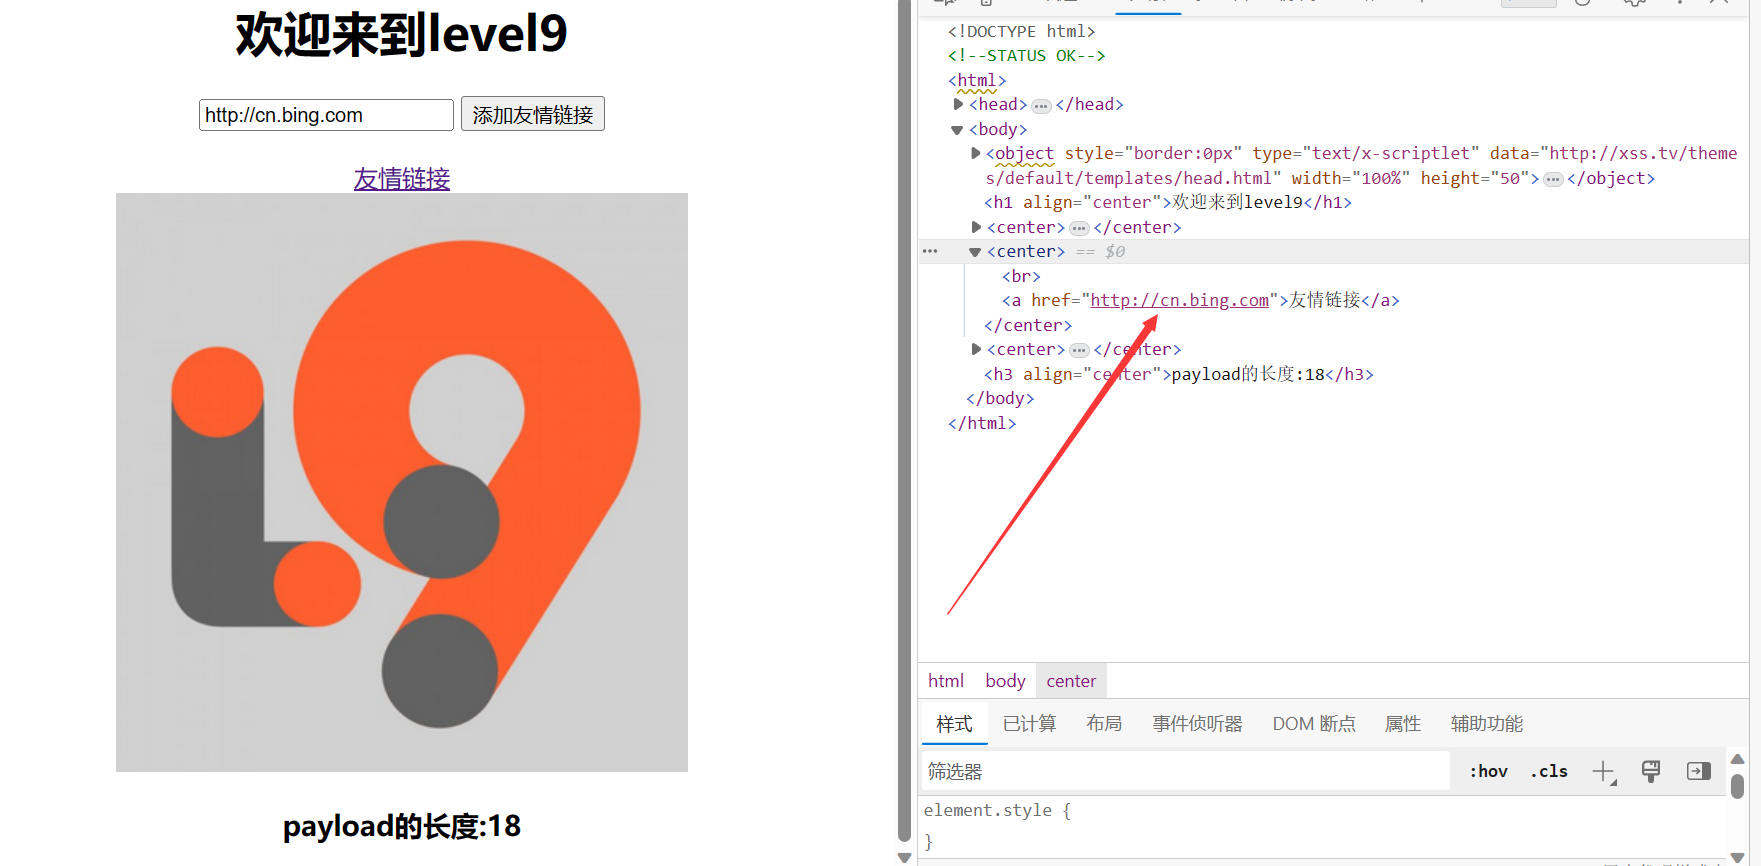 欢迎来到level9
http://cn.bing.com 添加友情链接
友情链接
payload的长度:18
<!DOCTYPE html>
<!--STATUS OK-->
<html>
<head> ••• </head>
<body>
<object style="border:0px" type="text/x-scriptlet" data="http://xss.tv/theme
s/default/templates/head.html" width="100%" height="50"> ••• </object>
<h1 align="center">欢迎来到level9</h1>
<center> ••• </center>
••• <center> == $0
<br>
<a href="http://cn.bing.com">友情链接</a>
</center>
<center> ••• </center>
<h3 align="center">payload的长度:18</h3>
</body>
</html>
html body center
样式 已计算 布局 事件侦听器 DOM 断点 属性 辅助功能
筛选器 :hov .cls
element.style {
}